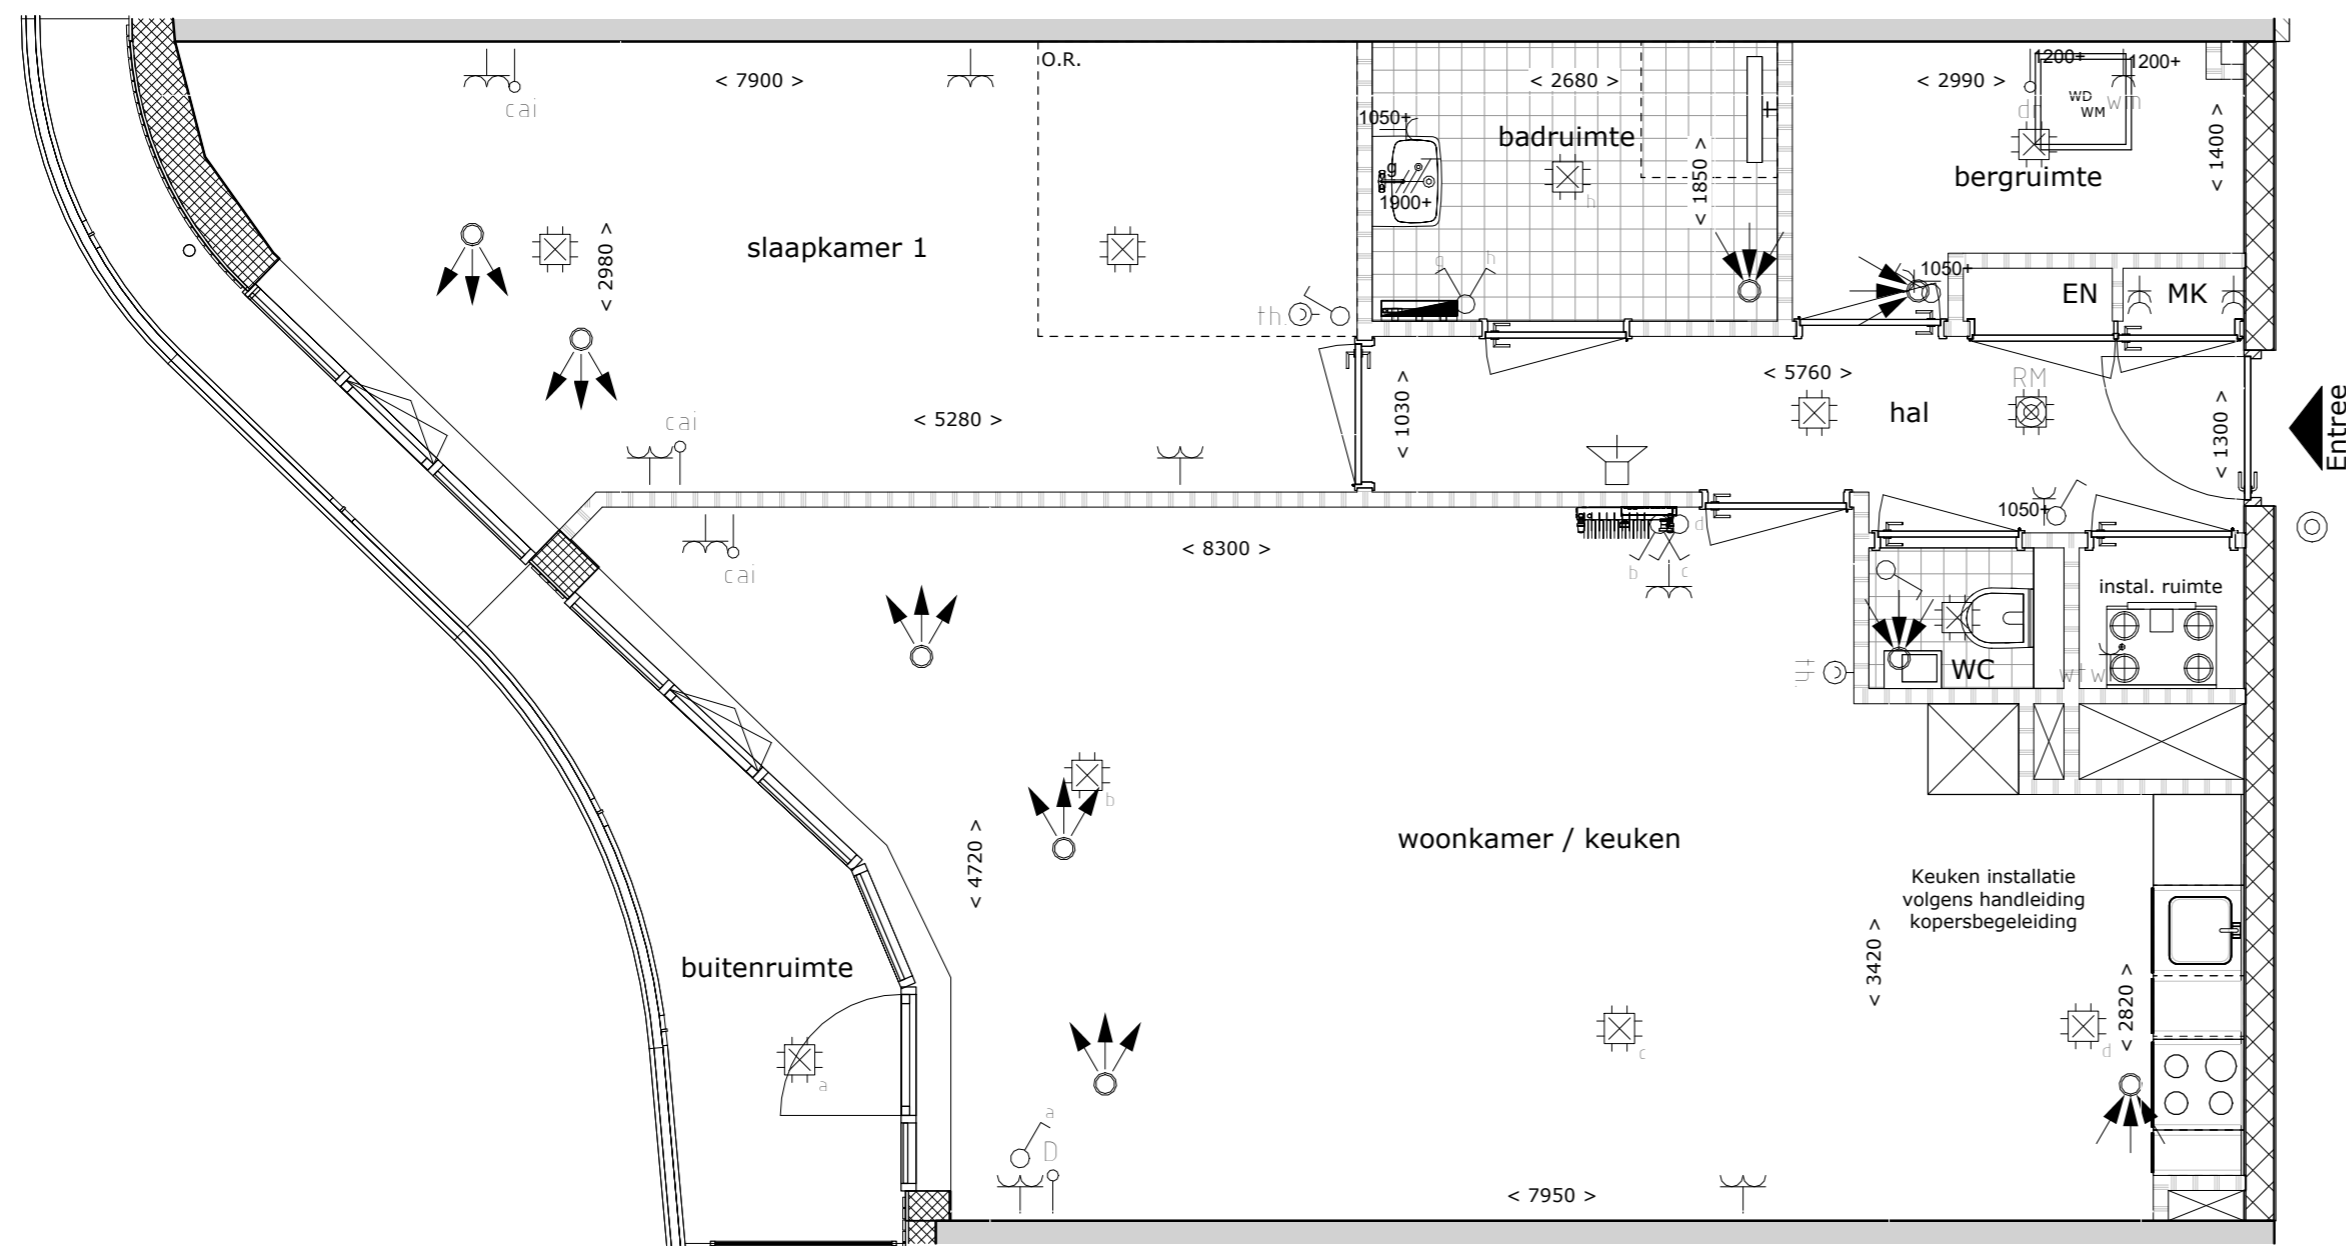 O.R.
< 7900 >
cai
< 2680 >
< 2990 >
1200+
1200+
WD
WM
wm
1050+
badruimte
< 1400 >
g
h
1900+
< 1850 >
bergruimte
slaapkamer 1
< 2980 >
g
h
1050+
EN
MK
th.
< 5760 >
RM
< 1030 >
hal
< 1300 >
Entree
cai
< 5280 >
1050+
< 8300 >
d
b
c
cai
instal. ruimte
WC
wtw
b
woonkamer / keuken
< 4720 >
Keuken installatie
volgens handleiding
kopersbegeleiding
< 3420 >
buitenruimte
< 2820 >
a
c
d
a
D
< 7950 >